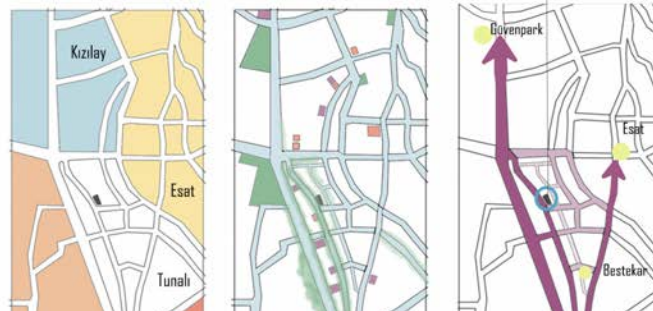 Kızılay
Esat
Tunalı
Güvenpark
Esat
Bestekar